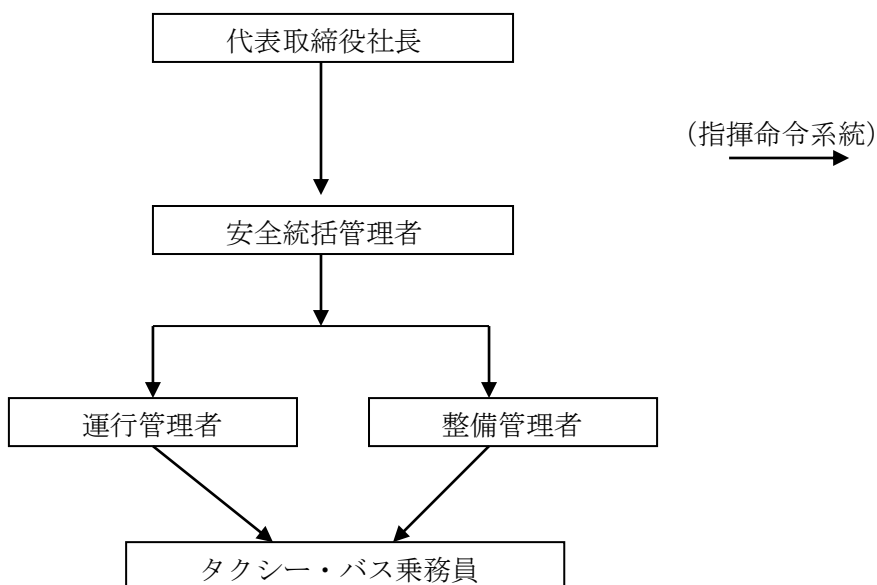 代表取締役社長
（指揮命令系統）
安全統括管理者
運行管理者
整備管理者
タクシー・バス乗務員